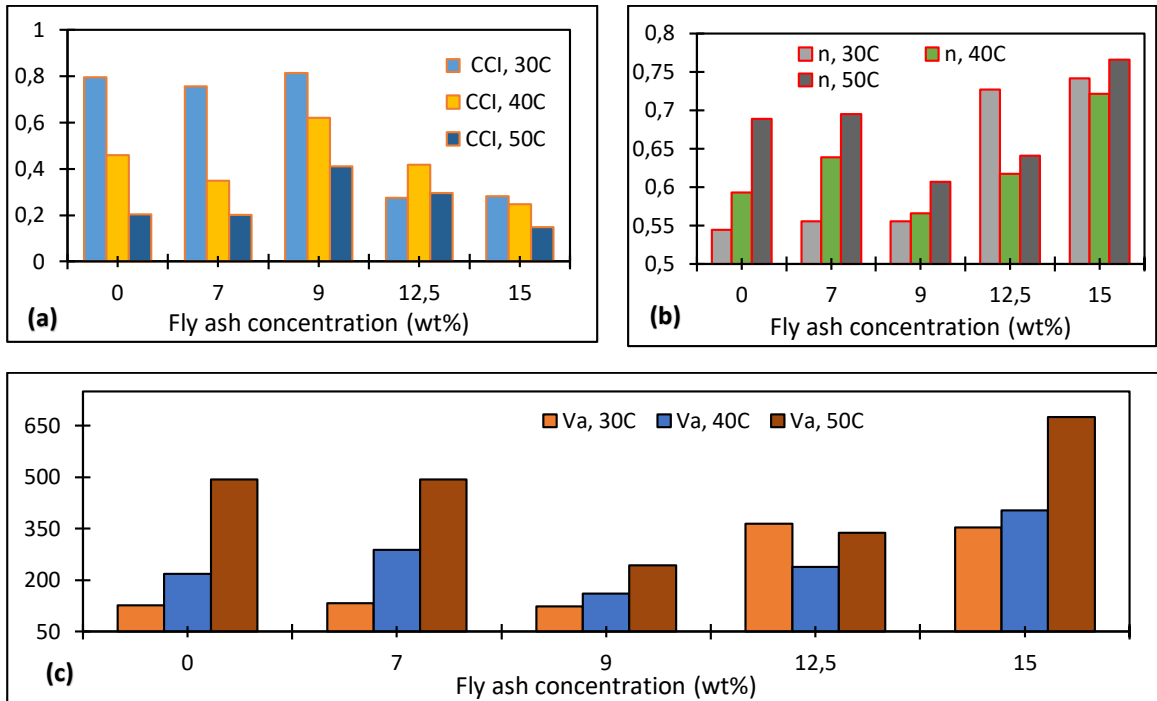 1
0,8
0,6
0,4
0,2
0
CCI, 30C
CCI, 40C
CCI, 50C
0 7 9 12,5 15
Fly ash concentration (wt%)
(a)
0,8
0,75
0,7
0,65
0,6
0,55
0,5
n, 30C n, 40C
n, 50C
0 7 9 12,5 15
Fly ash concentration (wt%)
(b)
650
500
350
200
50
Va, 30C Va, 40C Va, 50C
0 7 9 12,5 15
Fly ash concentration (wt%)
(c)